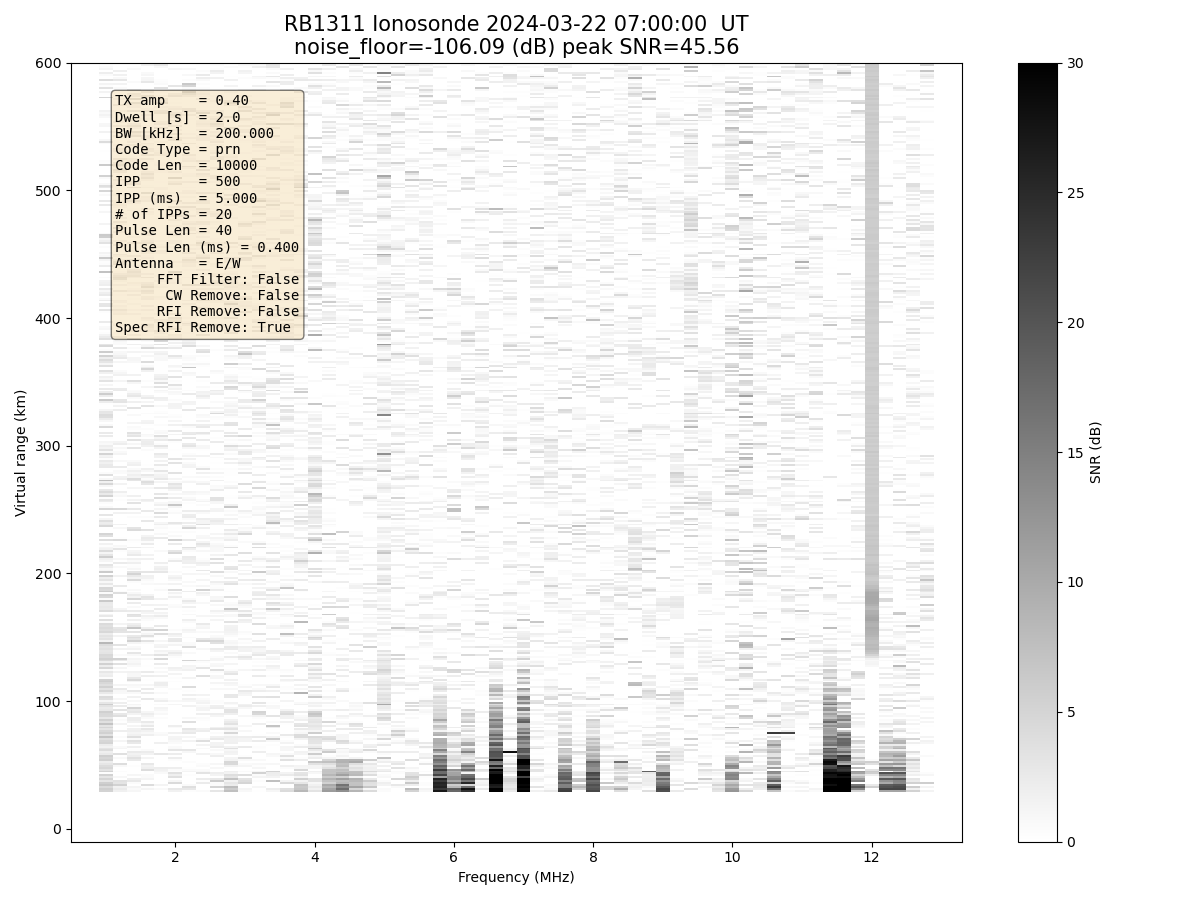 RB1311 Ionosonde 2024-03-22 07:00:00 UT
noise_floor=-106.09 (dB) peak SNR=45.56
600
500
400
300
200
100
0
Virtual range (km)
TX amp = 0.40
Dwell [s] = 2.0
BW [kHz] = 200.000
Code Type = prn
Code Len = 10000
IPP = 500
IPP (ms) = 5.000
# of IPPs = 20
Pulse Len = 40
Pulse Len (ms) = 0.400
Antenna = E/W
FFT Filter: False
CW Remove: False
RFI Remove: False
Spec RFI Remove: True
2 4 6 8 10 12
Frequency (MHz)
30
25
20
15
10
5
0
SNR (dB)